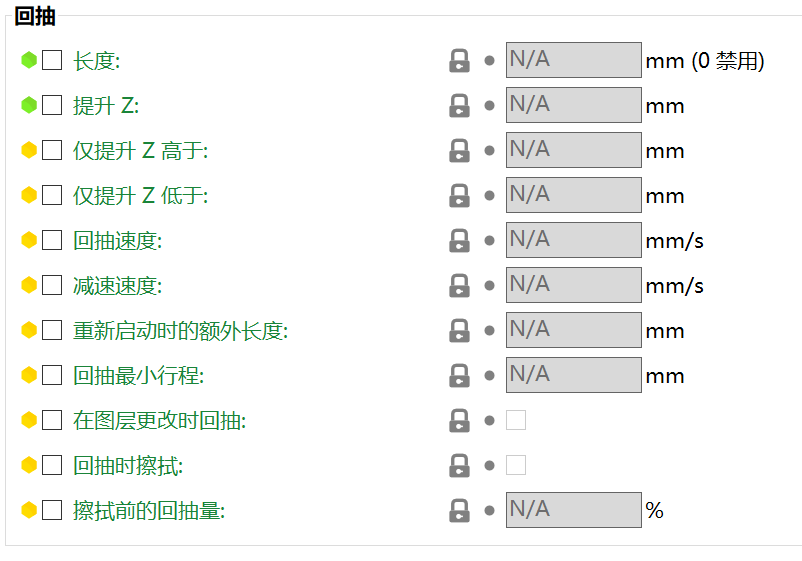 回抽
长度: N/A mm (0 禁用)
提升 Z: N/A mm
仅提升 Z 高于: N/A mm
仅提升 Z 低于: N/A mm
回抽速度: N/A mm/s
减速速度: N/A mm/s
重新启动时的额外长度: N/A mm
回抽最小行程: N/A mm
在图层更改时回抽:
回抽时擦拭:
擦拭前的回抽量: N/A %